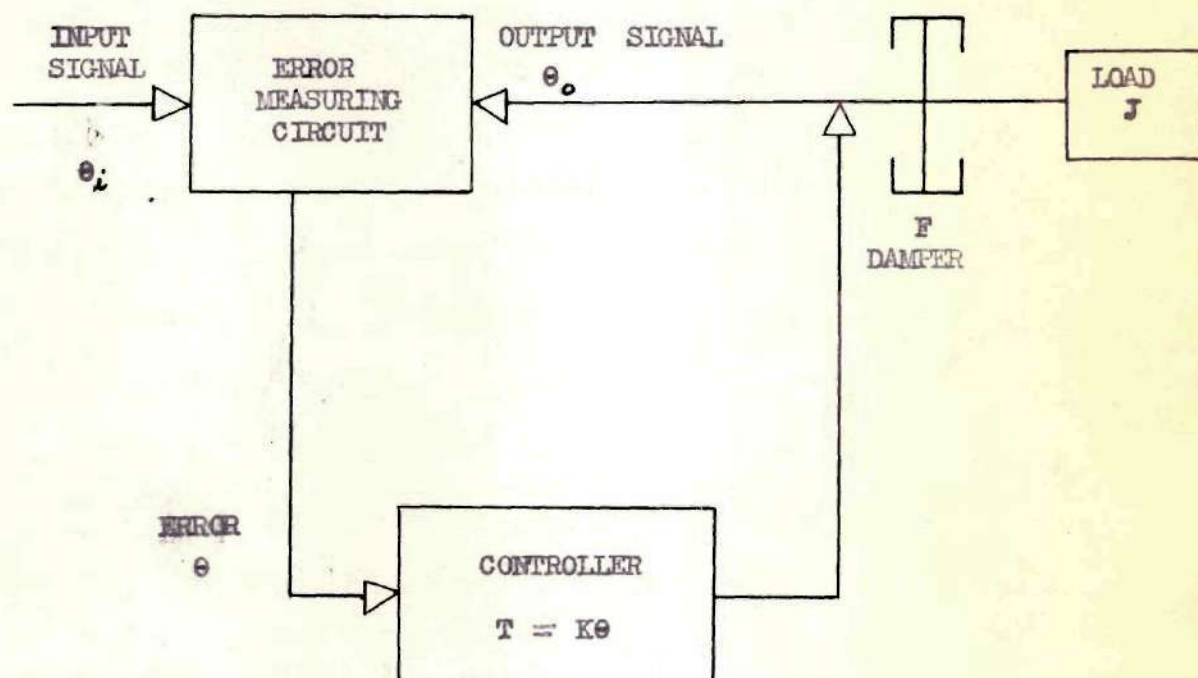 INPUT
SIGNAL
θi
ERROR
MEASURING
CIRCUIT
OUTPUT SIGNAL
θo
LOAD
J
F
DAMPER
ERROR
θ
CONTROLLER
T = Kθ